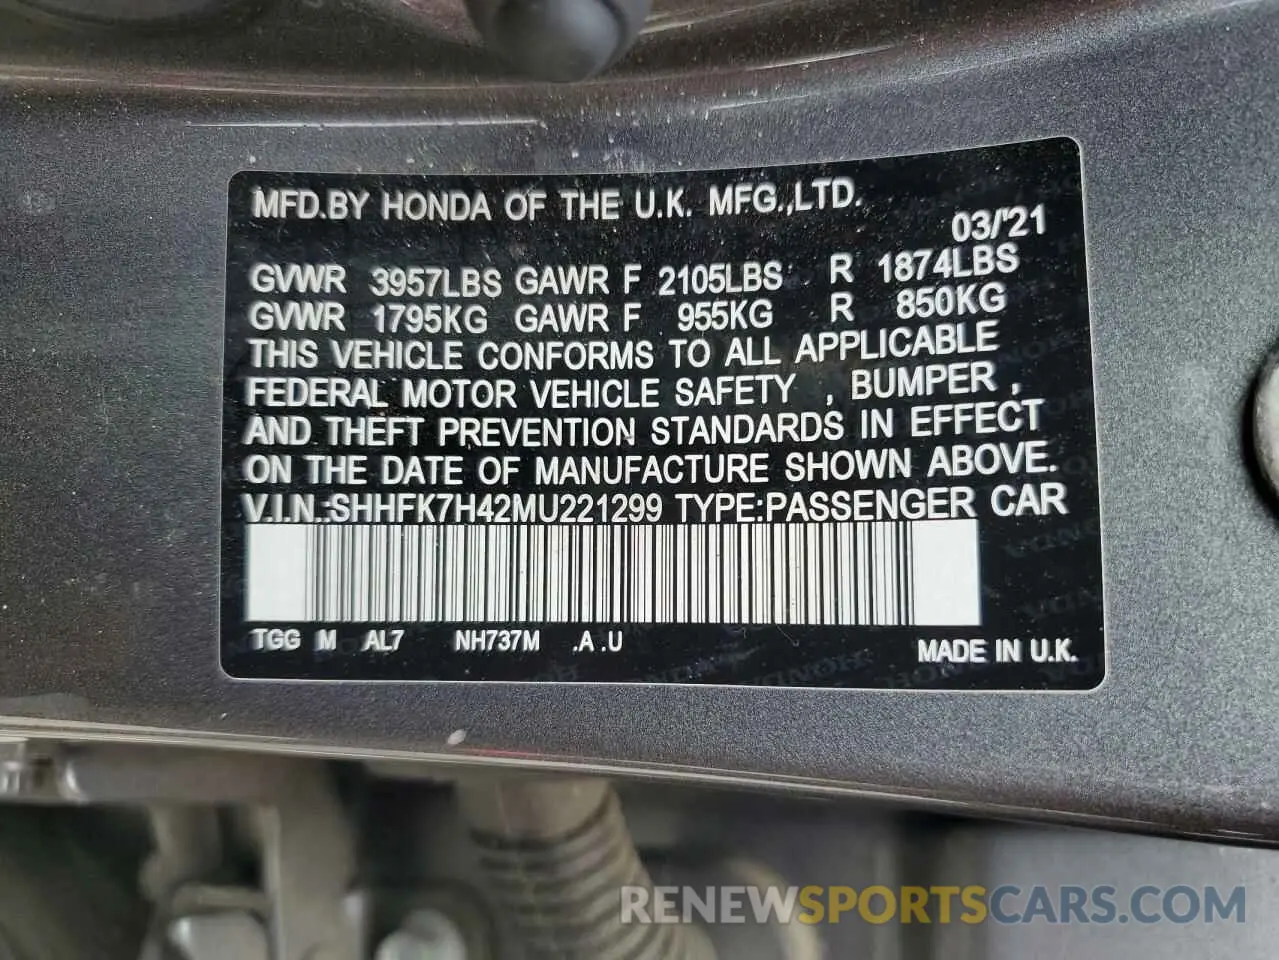 MFD.BY HONDA OF THE U.K. MFG.,LTD.
03/'21
GVWR 3957LBS GAWR F 2105LBS R 1874LBS
GVWR 1795KG GAWR F 955KG R 850KG
THIS VEHICLE CONFORMS TO ALL APPLICABLE
FEDERAL MOTOR VEHICLE SAFETY , BUMPER ,
AND THEFT PREVENTION STANDARDS IN EFFECT
ON THE DATE OF MANUFACTURE SHOWN ABOVE.
V.I.N.:SHHFK7H42MU221299 TYPE:PASSENGER CAR
TGG M AL7 NH737M .A .U
MADE IN U.K.
RENEWSPORTSCARS.COM